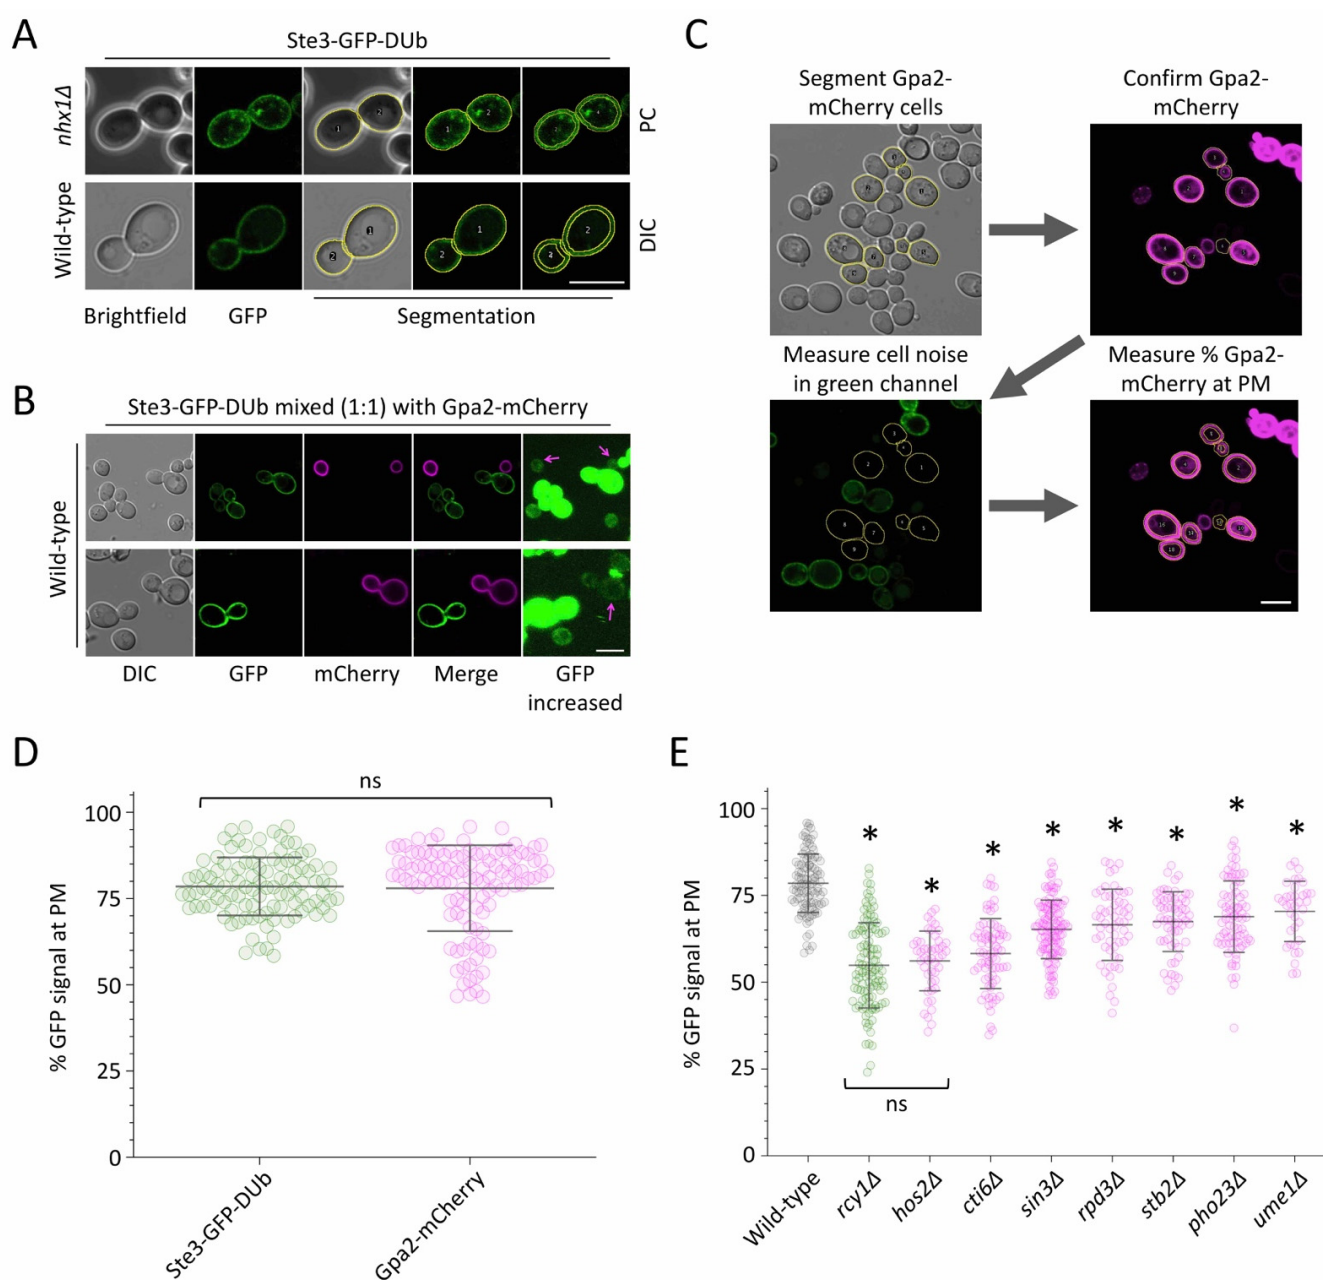 A
Ste3-GFP-DUb
nhx1Δ
PC
Wild-type
DIC
Brightfield
GFP
Segmentation
B
Ste3-GFP-DUb mixed (1:1) with Gpa2-mCherry
Wild-type
DIC
GFP
mCherry
Merge
GFP
increased
C
Segment Gpa2-
mCherry cells
Confirm Gpa2-
mCherry
Measure cell noise
in green channel
Measure % Gpa2-
mCherry at PM
D
ns
% GFP signal at PM
100
75
50
25
0
Ste3-GFP-DUb
Gpa2-mCherry
E
% GFP signal at PM
100
75
50
25
0
*
*
*
*
*
*
*
*
ns
Wild-type
rcy1Δ
hos2Δ
cti6Δ
sin3Δ
rpd3Δ
stb2Δ
pho23Δ
ume1Δ